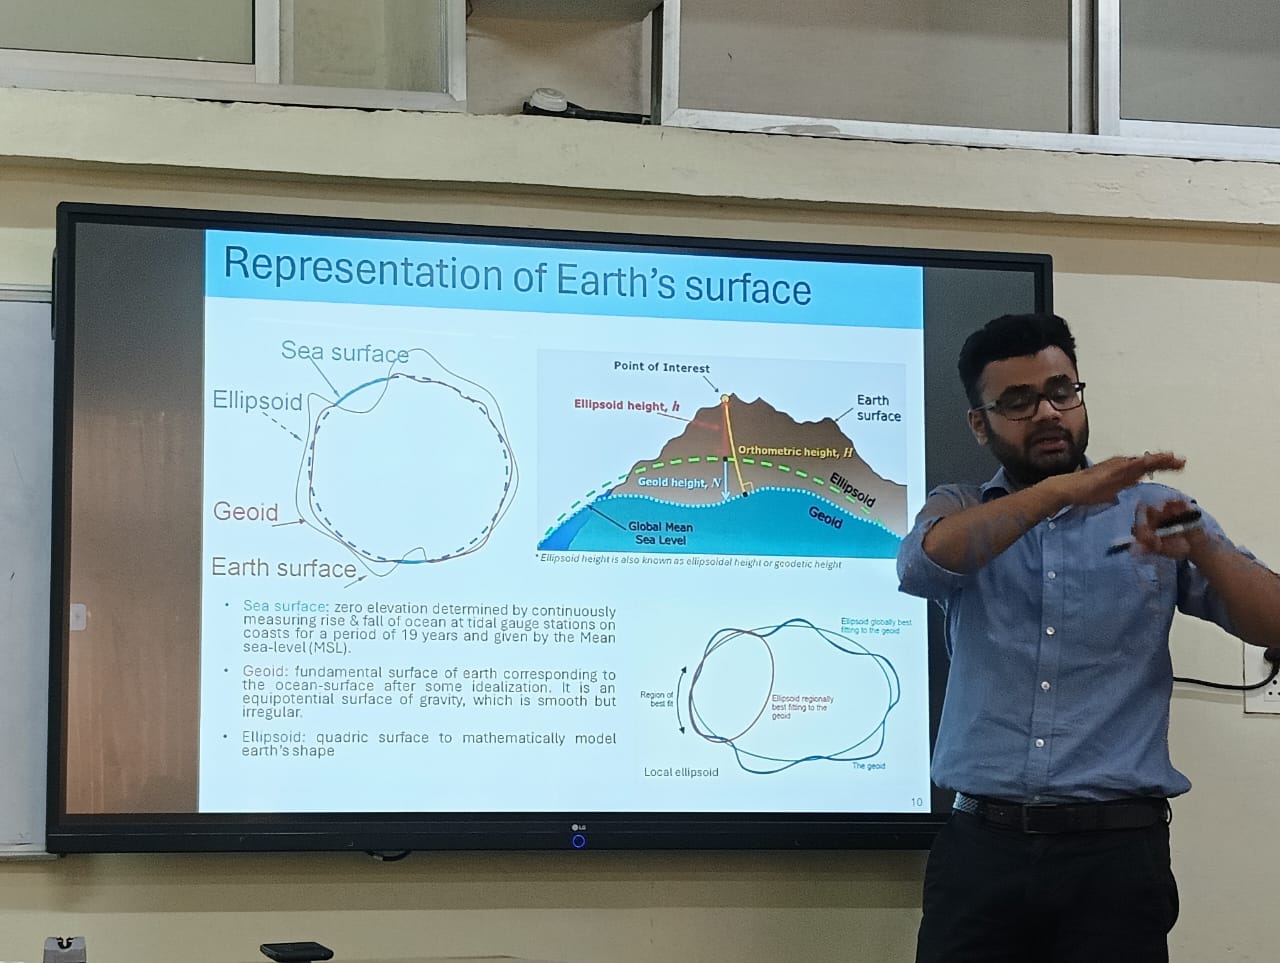 Representation of Earth's surface
Sea surface
Ellipsoid
Geoid
Earth surface
Point of Interest
Ellipsoid height, h
Earth
surface
Orthometric height, H
Geoid height, N
Ellipsoid
Geoid
Global Mean
Sea Level
* Ellipsoid height is also known as ellipsoidal height or geodetic height
• Sea surface: zero elevation determined by continuously
measuring rise & fall of ocean at tidal gauge stations on
coasts for a period of 19 years and given by the Mean
sea-level (MSL).
• Geoid: fundamental surface of earth corresponding to
the ocean-surface after some idealization. It is an
equipotential surface of gravity, which is smooth but
irregular.
• Ellipsoid: quadric surface to mathematically model
earth's shape
Ellipsoid globally best
fitting to the geoid
Region of
best fit
Ellipsoid regionally
best fitting to the
geoid
The geoid
Local ellipsoid
10
LG